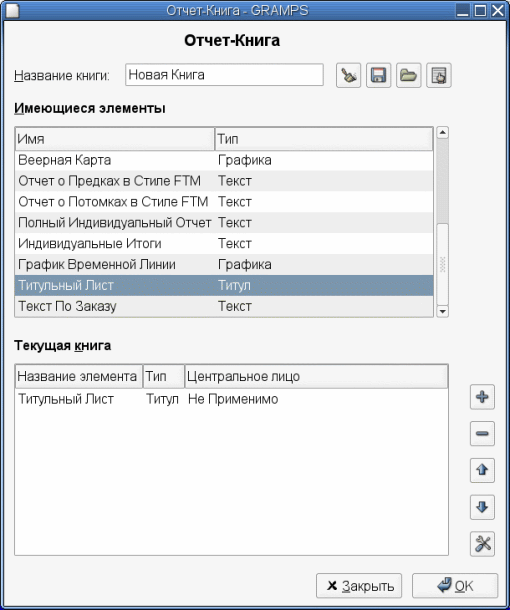 Отчет-Книга - GRAMPS
Отчет-Книга
Название книги: Новая Книга
Имеющиеся элементы
Имя Тип
Веерная Карта Графика
Отчет о Предках в Стиле FTM Текст
Отчет о Потомках в Стиле FTM Текст
Полный Индивидуальный Отчет Текст
Индивидуальные Итоги Текст
График Временной Линии Графика
Титульный Лист Титул
Текст По Заказу Текст
Текущая книга
Название элемента Тип Центральное лицо
Титульный Лист Титул Не Применимо
Закрыть OK